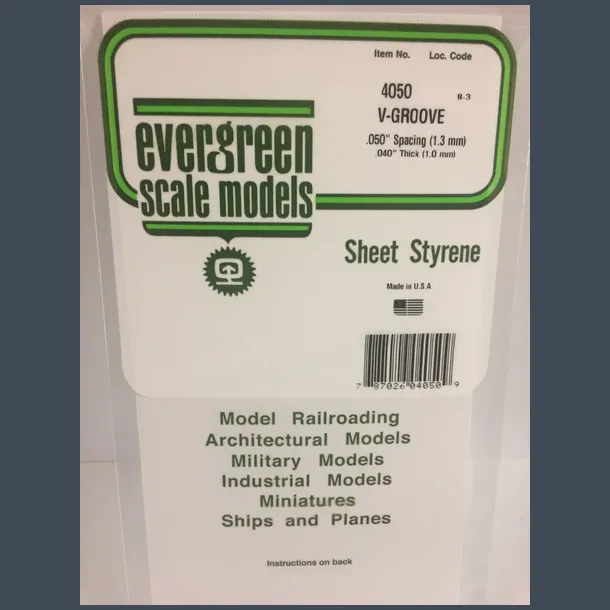 Item No. Loc. Code
4050 B-3
V-GROOVE
.050" Spacing (1.3 mm)
.040" Thick (1.0 mm)
evergreen
scale models
Sheet Styrene
Made in U.S.A
7 87026 04050 9
Model Railroading
Architectural Models
Military Models
Industrial Models
Miniatures
Ships and Planes
Instructions on back